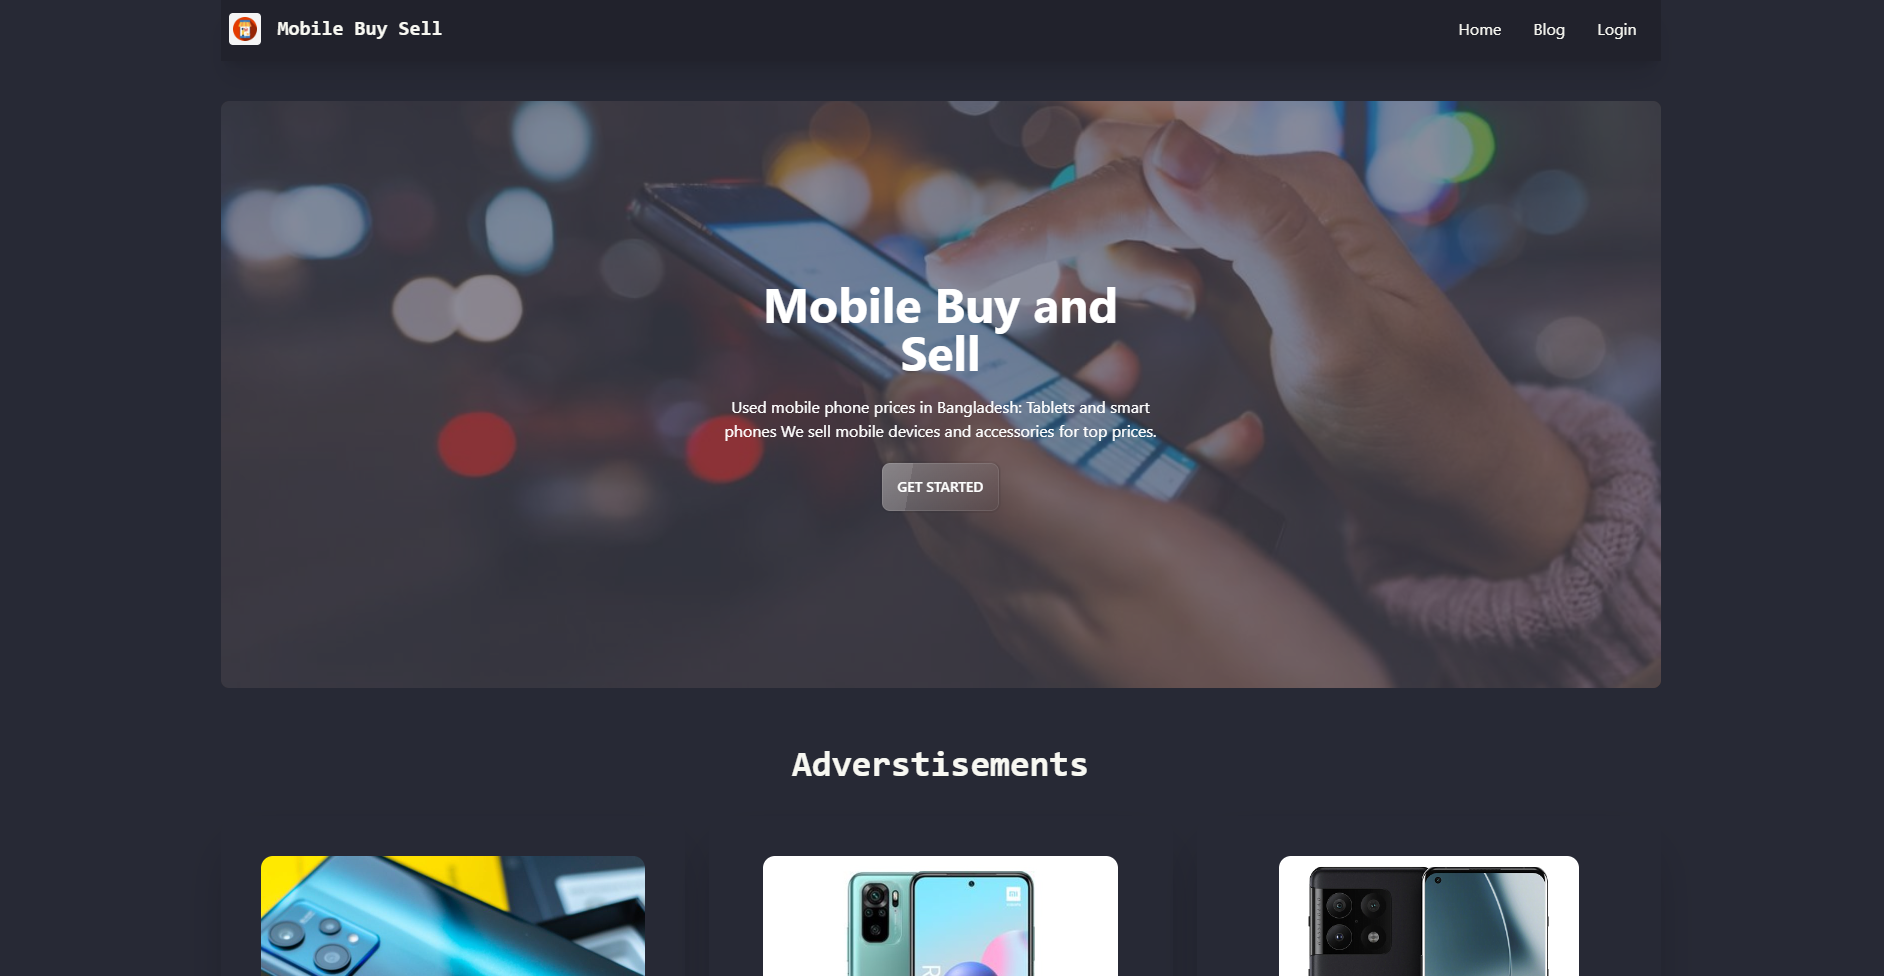 Mobile Buy Sell
Home Blog Login
Mobile Buy and
Sell
Used mobile phone prices in Bangladesh: Tablets and smart
phones We sell mobile devices and accessories for top prices.
GET STARTED
Adverstisements